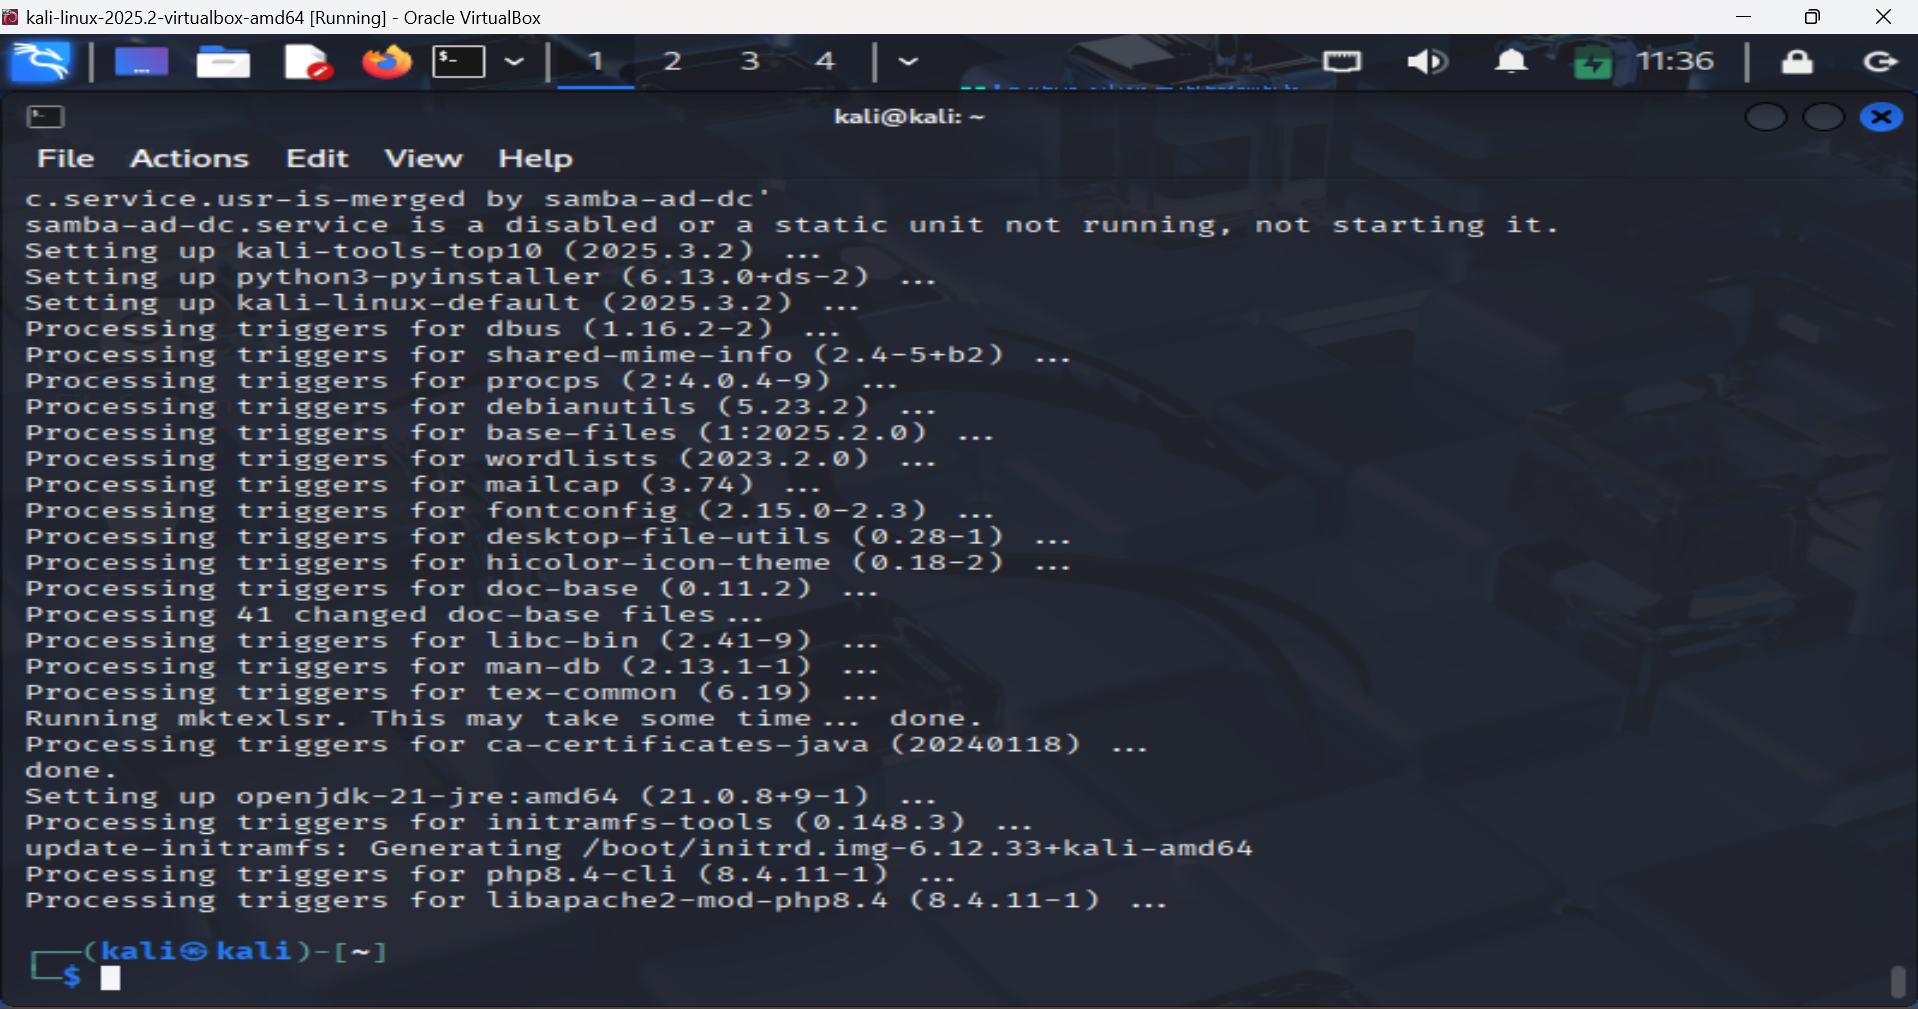 kali-linux-2025.2-virtualbox-amd64 [Running] - Oracle VirtualBox
1 2 3 4 11:36
kali@kali: ~
File Actions Edit View Help
c.service.usr-is-merged by samba-ad-dc'
samba-ad-dc.service is a disabled or a static unit not running, not starting it.
Setting up kali-tools-top10 (2025.3.2) ...
Setting up python3-pyinstaller (6.13.0+ds-2) ...
Setting up kali-linux-default (2025.3.2) ...
Processing triggers for dbus (1.16.2-2) ...
Processing triggers for shared-mime-info (2.4-5+b2) ...
Processing triggers for procps (2:4.0.4-9) ...
Processing triggers for debianutils (5.23.2) ...
Processing triggers for base-files (1:2025.2.0) ...
Processing triggers for wordlists (2023.2.0) ...
Processing triggers for mailcap (3.74) ...
Processing triggers for fontconfig (2.15.0-2.3) ...
Processing triggers for desktop-file-utils (0.28-1) ...
Processing triggers for hicolor-icon-theme (0.18-2) ...
Processing triggers for doc-base (0.11.2) ...
Processing 41 changed doc-base files...
Processing triggers for libc-bin (2.41-9) ...
Processing triggers for man-db (2.13.1-1) ...
Processing triggers for tex-common (6.19) ...
Running mktexlsr. This may take some time... done.
Processing triggers for ca-certificates-java (20240118) ...
done.
Setting up openjdk-21-jre:amd64 (21.0.8+9-1) ...
Processing triggers for initramfs-tools (0.148.3) ...
update-initramfs: Generating /boot/initrd.img-6.12.33+kali-amd64
Processing triggers for php8.4-cli (8.4.11-1) ...
Processing triggers for libapache2-mod-php8.4 (8.4.11-1) ...
┌──(kali㉿kali)-[~]
└─$